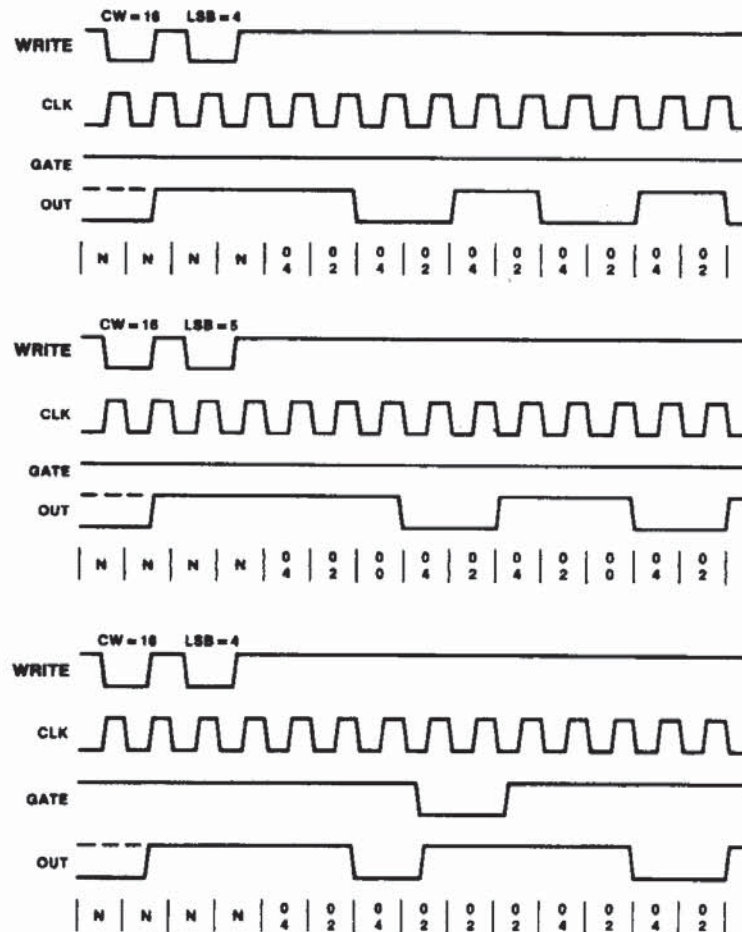 CW = 16 LSB = 4
WRITE
CLK
GATE
OUT
N N N N 0 0 0 0 0 0 0 0 0 0
4 2 4 2 4 2 4 2 4 2
CW = 16 LSB = 5
WRITE
CLK
GATE
OUT
N N N N 0 0 0 0 0 0 0 0 0 0
4 2 0 4 2 4 2 0 4 2
CW = 16 LSB = 4
WRITE
CLK
GATE
OUT
N N N N 0 0 0 0 0 0 0 0 0 0
4 2 4 2 2 2 4 2 4 2